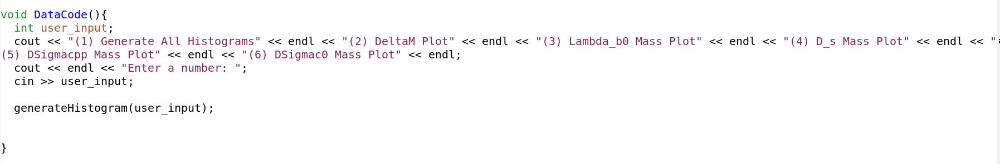 void DataCode(){
  int user_input;
  cout << "(1) Generate All Histograms" << endl << "(2) DeltaM Plot" << endl << "(3) Lambda_b0 Mass Plot" << endl << "(4) D_s Mass Plot" << endl << "
(5) DSigmacpp Mass Plot" << endl << "(6) DSigmac0 Mass Plot" << endl;
  cout << endl << "Enter a number: ";
  cin >> user_input;
  generateHistogram(user_input);
}